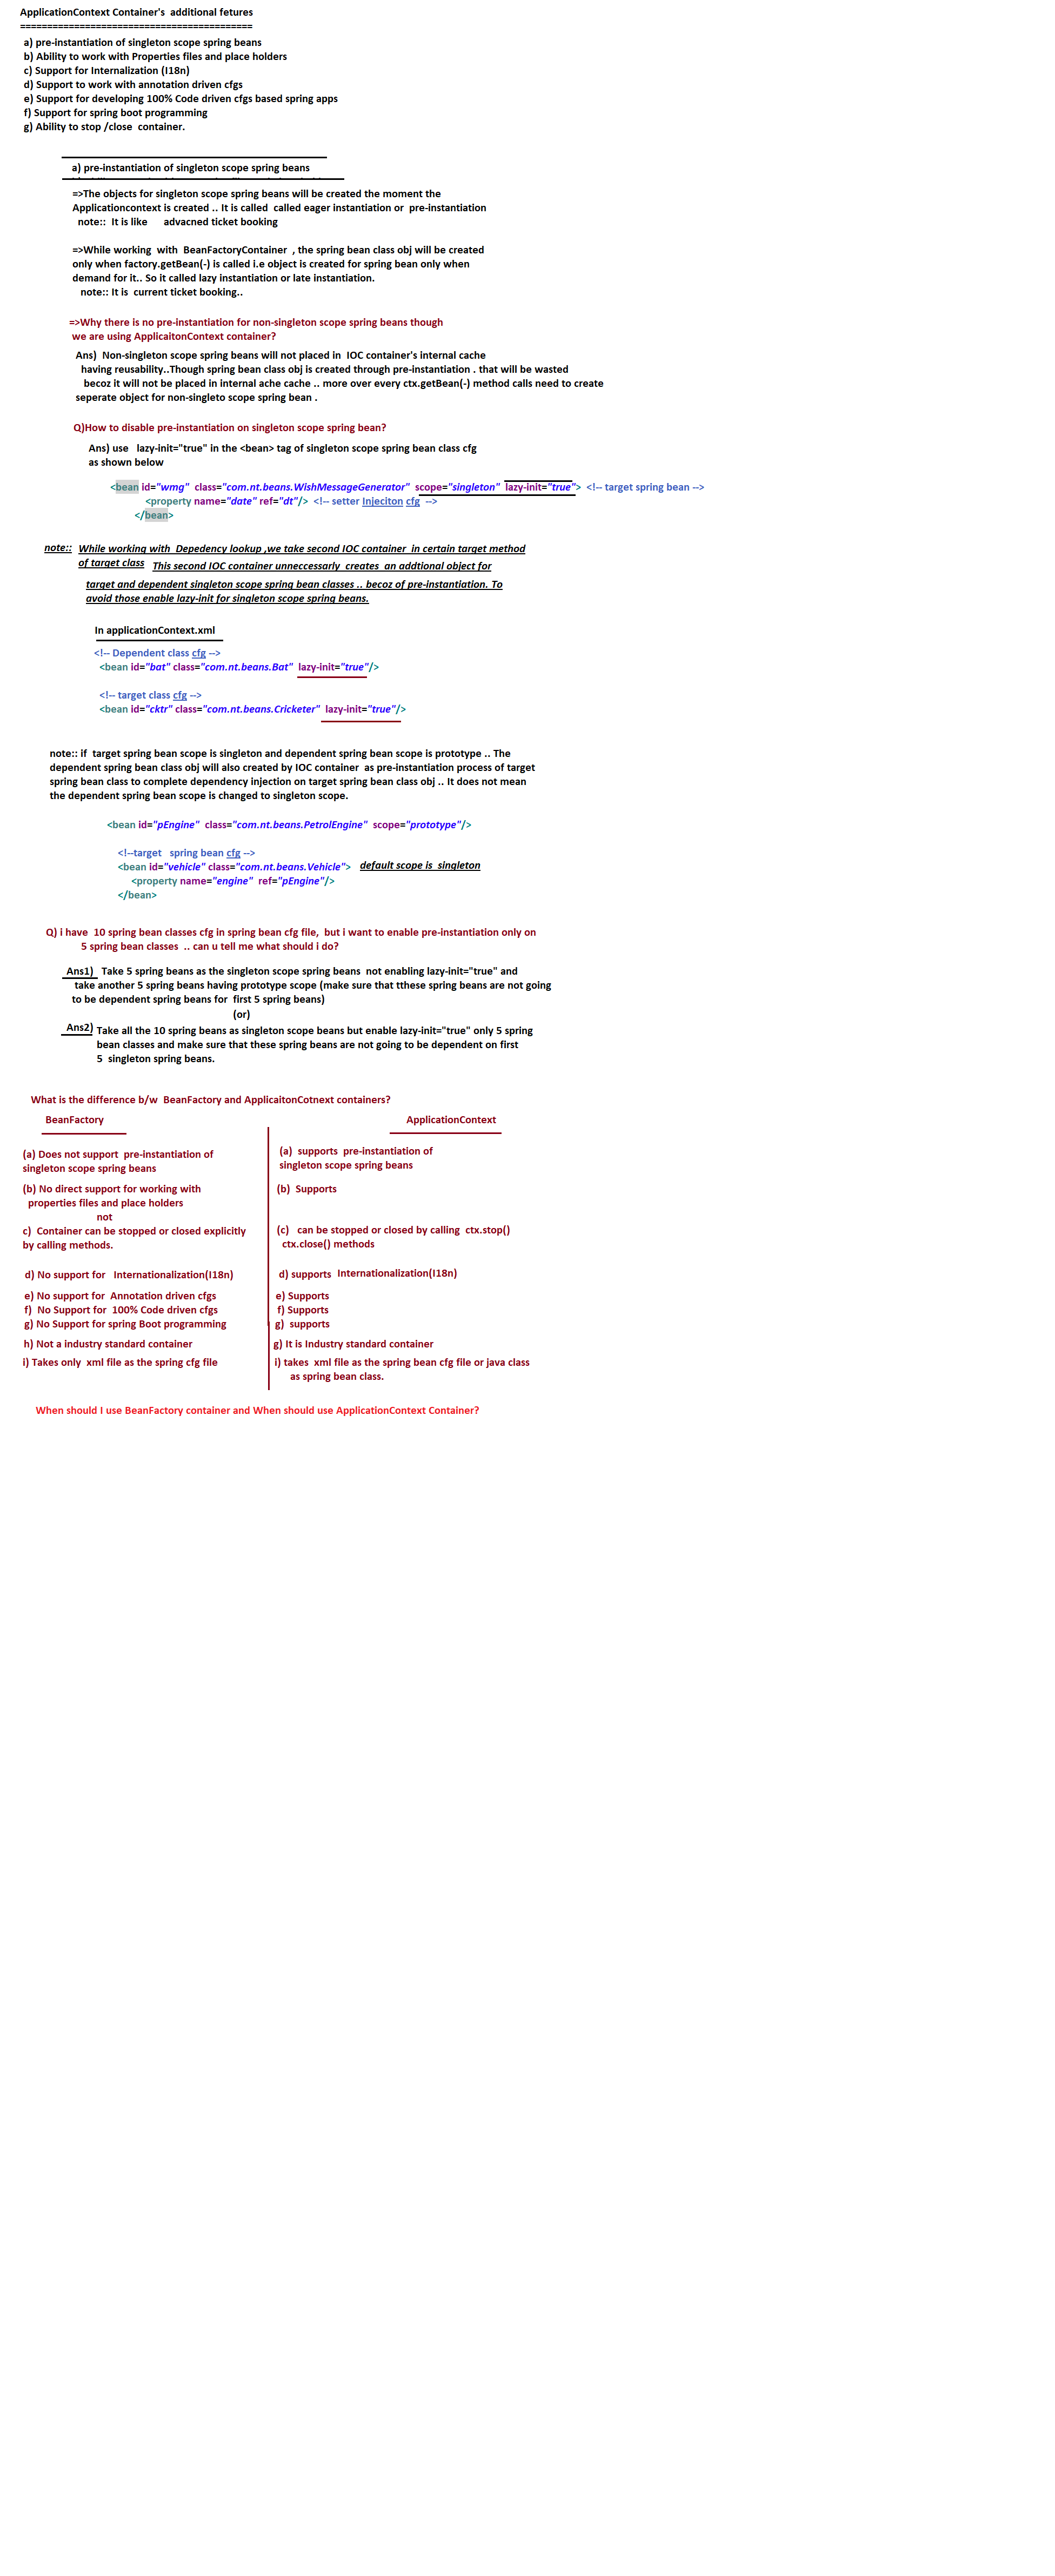 ApplicationContext Container's  additional fetures
===========================================
a) pre-instantiation of singleton scope spring beans
b) Ability to work with Properties files and place holders
c) Support for Internalization (I18n)
d) Support to work with annotation driven cfgs
e) Support for developing 100% Code driven cfgs based spring apps
f) Support for spring boot programming
g) Ability to stop /close  container.
a) pre-instantiation of singleton scope spring beans
=>The objects for singleton scope spring beans will be created the moment the
Applicationcontext is created .. It is called  called eager instantiation or  pre-instantiation
note::  It is like     advacned ticket booking
=>While working  with  BeanFactoryContainer  , the spring bean class obj will be created
only when factory.getBean(-) is called i.e object is created for spring bean only when
demand for it.. So it called lazy instantiation or late instantiation.
note:: It is  current ticket booking..
=>Why there is no pre-instantiation for non-singleton scope spring beans though
we are using ApplicaitonContext container?
Ans)  Non-singleton scope spring beans will not placed in  IOC container's internal cache
having reusability..Though spring bean class obj is created through pre-instantiation . that will be wasted
becoz it will not be placed in internal ache cache .. more over every ctx.getBean(-) method calls need to create
seperate object for non-singleto scope spring bean .
Q)How to disable pre-instantiation on singleton scope spring bean?
Ans) use   lazy-init="true" in the <bean> tag of singleton scope spring bean class cfg
as shown below
<bean id="wmg"  class="com.nt.beans.WishMessageGenerator"  scope="singleton"  lazy-init="true">  <!-- target spring bean -->
<property name="date" ref="dt"/>  <!-- setter Injeciton cfg  -->
</bean>
note::  While working with  Depedency lookup ,we take second IOC container  in certain target method
of target class   This second IOC container unneccessarly  creates  an addtional object for
target and dependent singleton scope spring bean classes .. becoz of pre-instantiation. To
avoid those enable lazy-init for singleton scope spring beans.
In applicationContext.xml
<!-- Dependent class cfg -->
<bean id="bat" class="com.nt.beans.Bat"  lazy-init="true"/>
<!-- target class cfg -->
<bean id="cktr" class="com.nt.beans.Cricketer"  lazy-init="true"/>
note:: if  target spring bean scope is singleton and dependent spring bean scope is prototype .. The
dependent spring bean class obj will also created by IOC container  as pre-instantiation process of target
spring bean class to complete dependency injection on target spring bean class obj .. It does not mean
the dependent spring bean scope is changed to singleton scope.
<bean id="pEngine"  class="com.nt.beans.PetrolEngine"  scope="prototype"/>
<!--target   spring bean cfg -->
<bean id="vehicle" class="com.nt.beans.Vehicle">   default scope is  singleton
<property name="engine"  ref="pEngine"/>
</bean>
Q) i have  10 spring bean classes cfg in spring bean cfg file,  but i want to enable pre-instantiation only on
5 spring bean classes  .. can u tell me what should i do?
Ans1)   Take 5 spring beans as the singleton scope spring beans  not enabling lazy-init="true" and
take another 5 spring beans having prototype scope (make sure that tthese spring beans are not going
to be dependent spring beans for  first 5 spring beans)
(or)
Ans2) Take all the 10 spring beans as singleton scope beans but enable lazy-init="true" only 5 spring
bean classes and make sure that these spring beans are not going to be dependent on first
5  singleton spring beans.
What is the difference b/w  BeanFactory and ApplicaitonCotnext containers?
BeanFactory     ApplicationContext
(a) Does not support  pre-instantiation of     (a)  supports  pre-instantiation of
singleton scope spring beans     singleton scope spring beans
(b) No direct support for working with     (b)  Supports
properties files and place holders
not
c)  Container can be stopped or closed explicitly     (c)   can be stopped or closed by calling  ctx.stop()
by calling methods.     ctx.close() methods
d) No support for   Internationalization(I18n)     d) supports  Internationalization(I18n)
e) No support for  Annotation driven cfgs     e) Supports
f)  No Support for  100% Code driven cfgs     f) Supports
g) No Support for spring Boot programming     g)  supports
h) Not a industry standard container     g) It is Industry standard container
i) Takes only  xml file as the spring cfg file     i) takes  xml file as the spring bean cfg file or java class
as spring bean class.
When should I use BeanFactory container and When should use ApplicationContext Container?